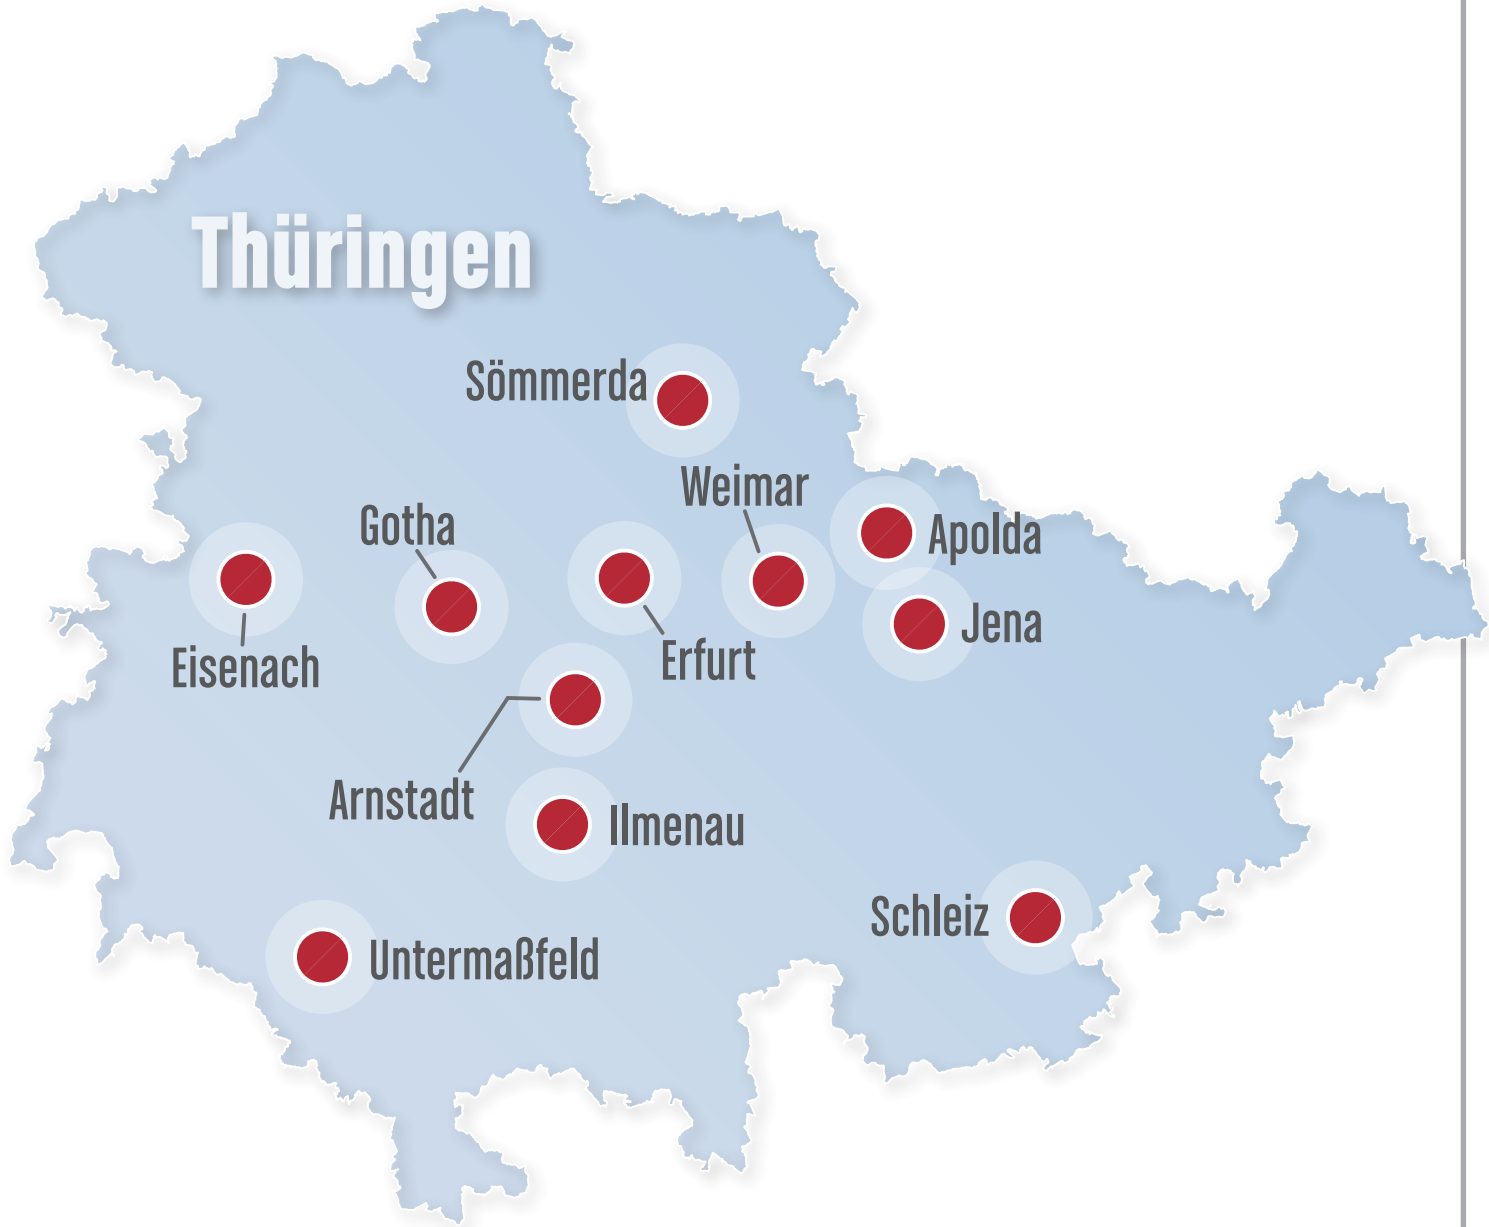 Thüringen
Sömmerda
Weimar
Gotha
Apolda
Jena
Eisenach
Erfurt
Arnstadt
Ilmenau
Schleiz
Untermaßfeld